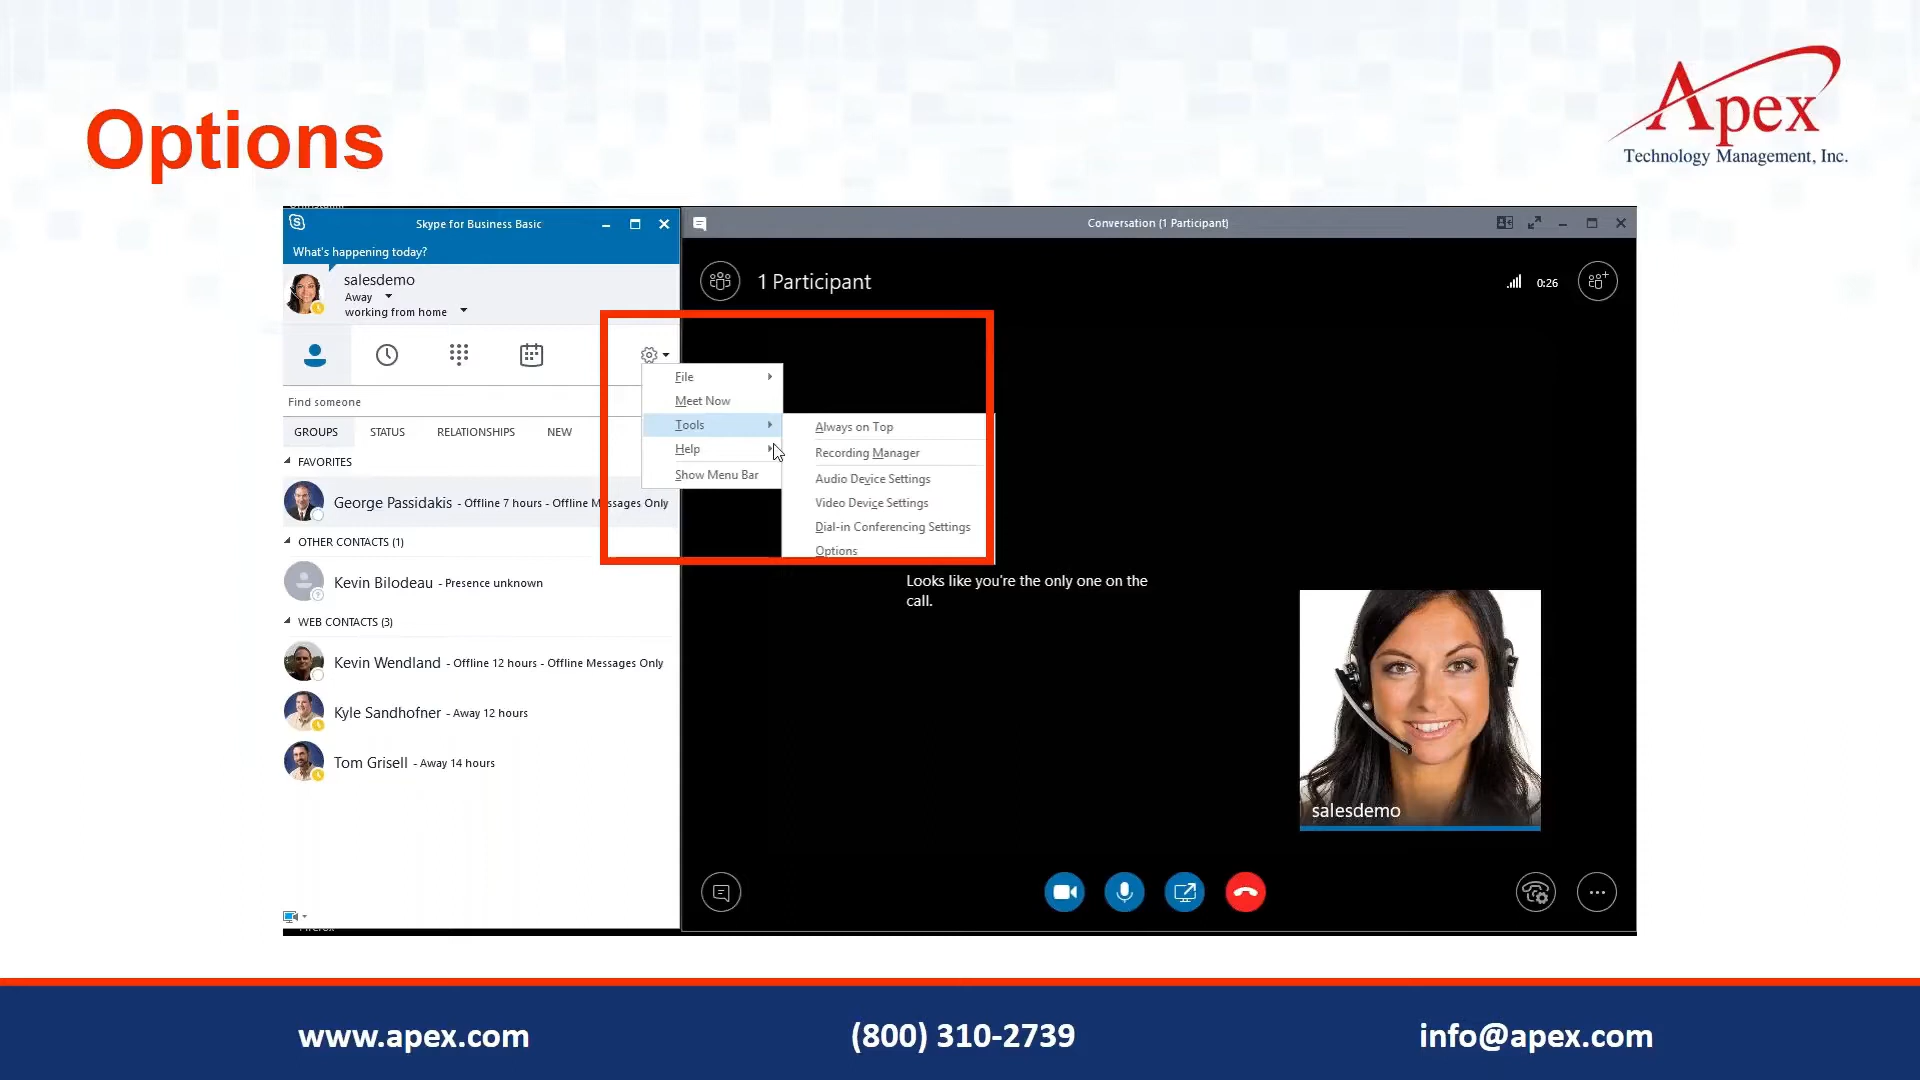 Options
Apex
Technology Management, Inc.
Skype for Business Basic
What's happening today?
salesdemo
Away
working from home
Find someone
GROUPS STATUS RELATIONSHIPS NEW
FAVORITES
George Passidakis - Offline 7 hours - Offline Messages Only
OTHER CONTACTS (1)
Kevin Bilodeau - Presence unknown
WEB CONTACTS (3)
Kevin Wendland - Offline 12 hours - Offline Messages Only
Kyle Sandhofner - Away 12 hours
Tom Grisell - Away 14 hours
File
Meet Now
Tools
Help
Show Menu Bar
Always on Top
Recording Manager
Audio Device Settings
Video Device Settings
Dial-in Conferencing Settings
Options
Conversation (1 Participant)
1 Participant
0:26
Looks like you're the only one on the
call.
salesdemo
www.apex.com
(800) 310-2739
info@apex.com